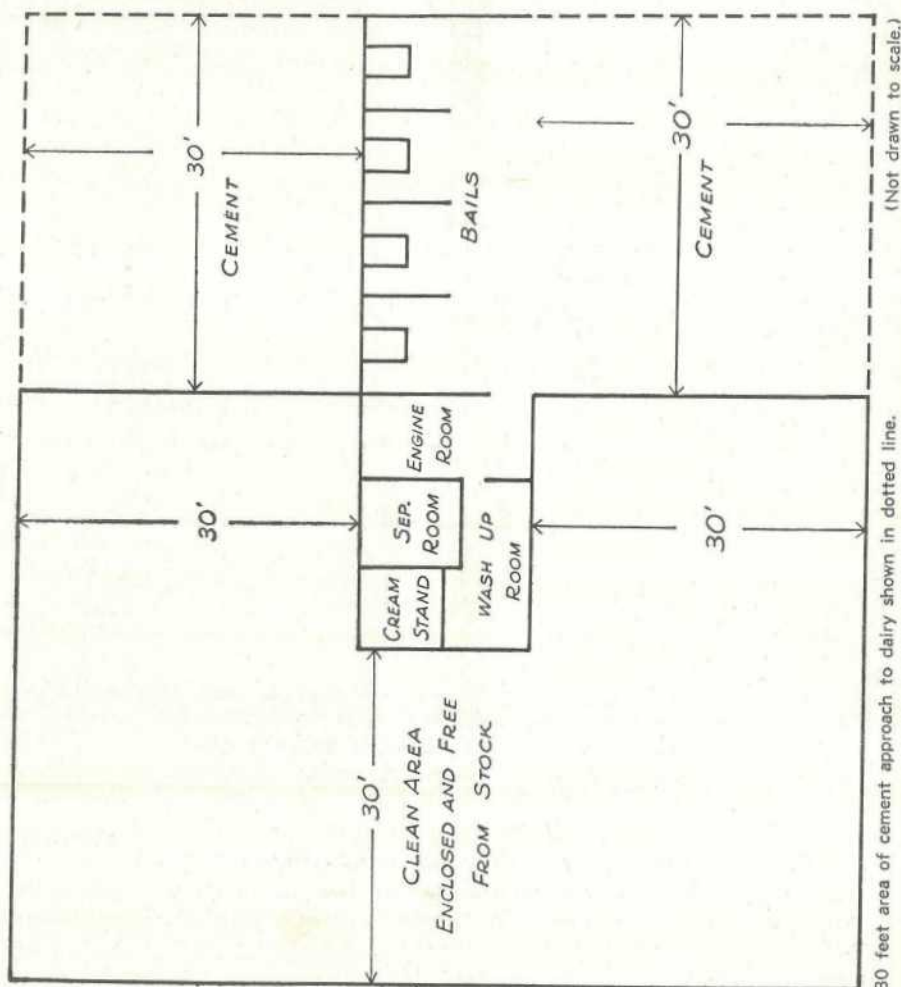 30'
30'
CEMENT
30'
BAILS
30'
30'
CEMENT
ENGINE
ROOM
SEP.
ROOM
CREAM
STAND
WASH UP
ROOM
30'
30'
CLEAN AREA
ENCLOSED AND FREE
FROM STOCK
30 feet area of cement approach to dairy shown in dotted line.
(Not drawn to scale.)